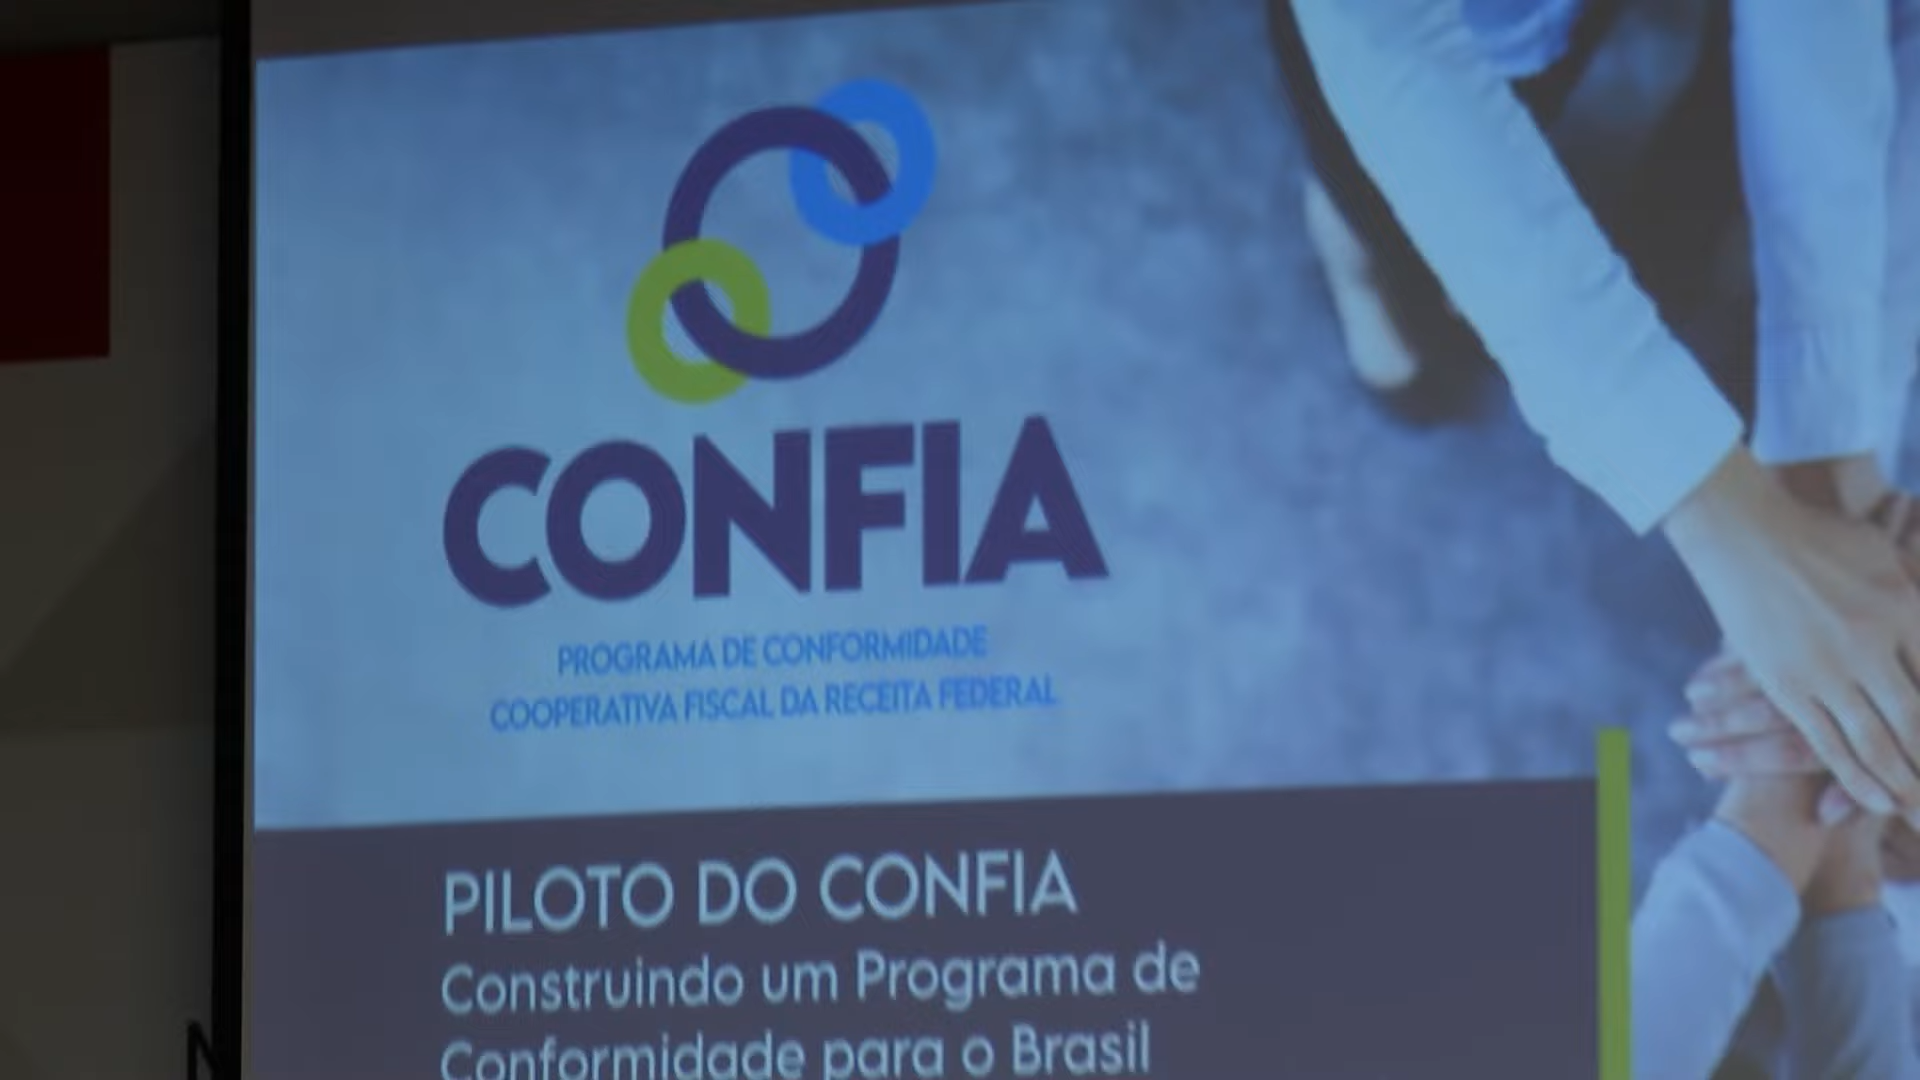 CONFIA
PROGRAMA DE CONFORMIDADE
COOPERATIVA FISCAL DA RECEITA FEDERAL
PILOTO DO CONFIA
Construindo um Programa de
Conformidade para o Brasil